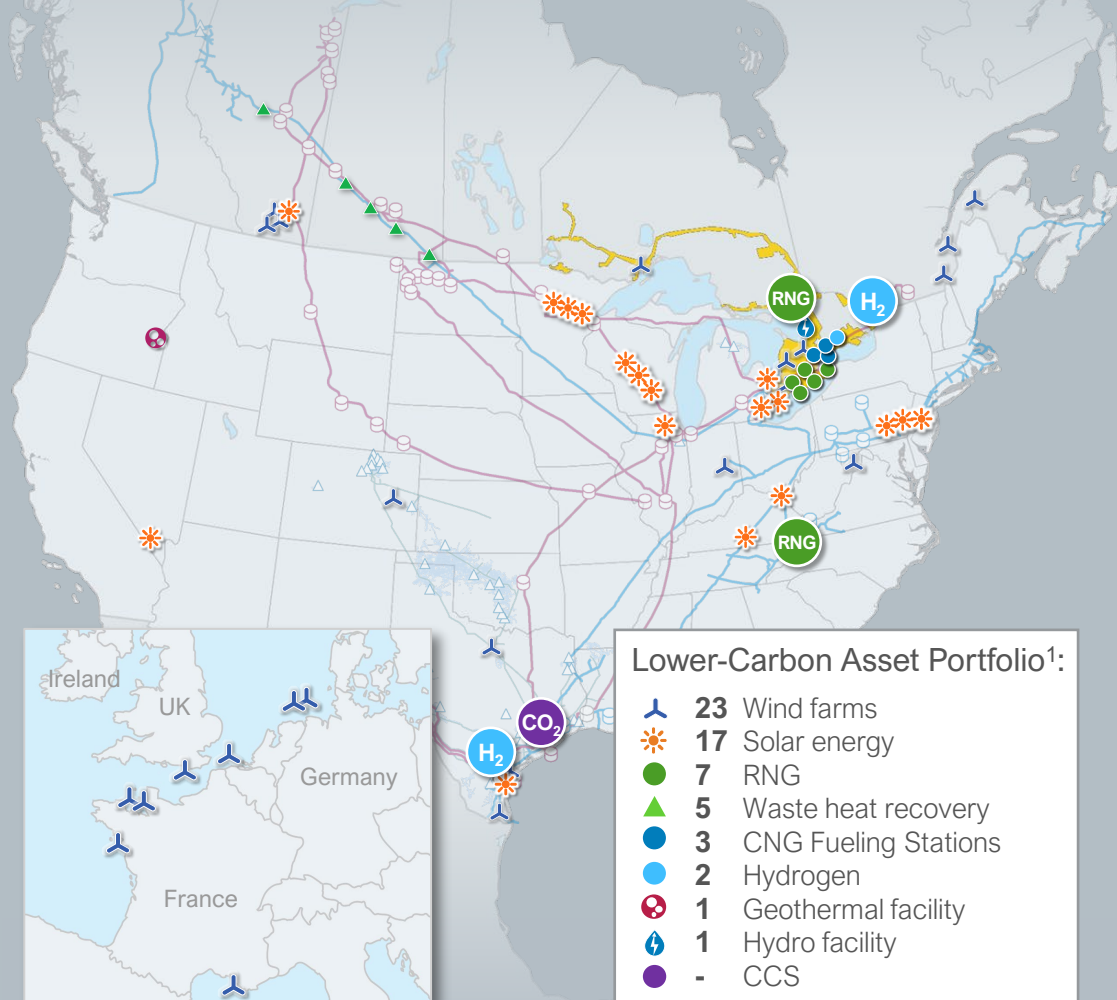 RNG
H₂
RNG
CO₂
H₂
Ireland
UK
Germany
France
Lower-Carbon Asset Portfolio¹:
23 Wind farms
17 Solar energy
7 RNG
5 Waste heat recovery
3 CNG Fueling Stations
2 Hydrogen
1 Geothermal facility
1 Hydro facility
- CCS